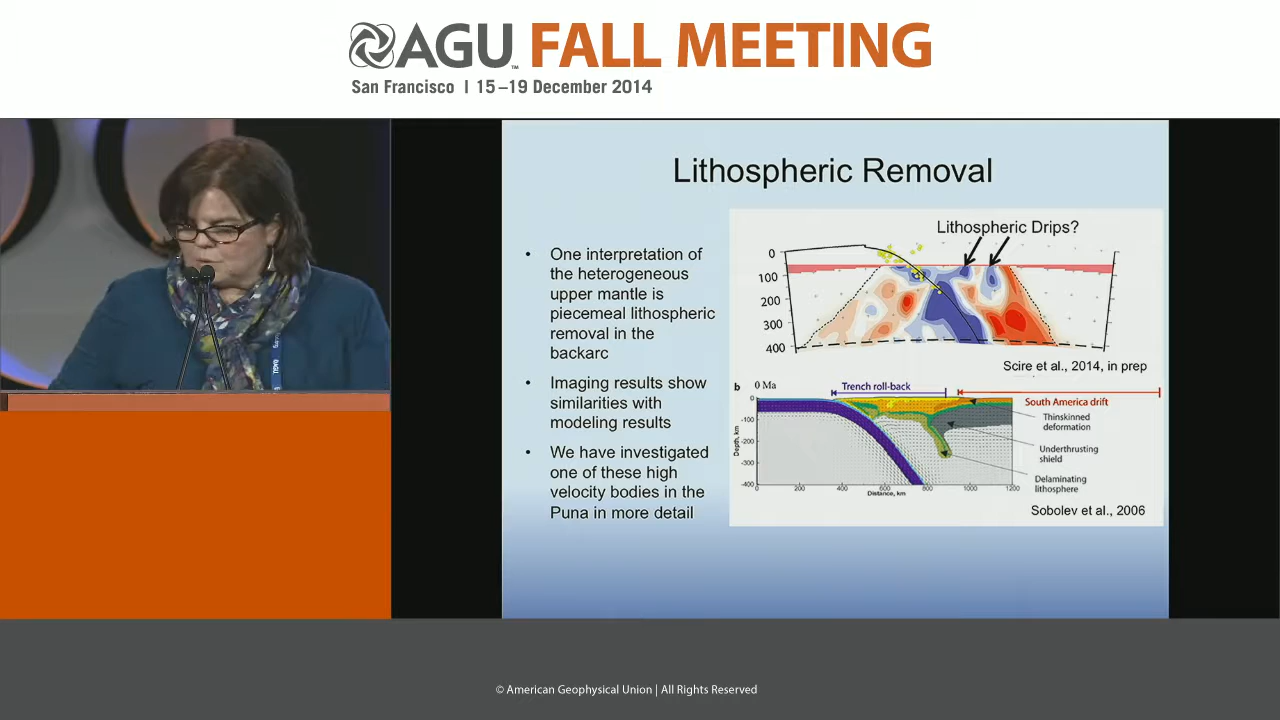 AGU FALL MEETING
San Francisco | 15–19 December 2014
Lithospheric Removal
• One interpretation of
the heterogeneous
upper mantle is
piecemeal lithospheric
removal in the
backarc
• Imaging results show
similarities with
modeling results
• We have investigated
one of these high
velocity bodies in the
Puna in more detail
Lithospheric Drips?
0
100
200
300
400
Scire et al., 2014, in prep
b 0 Ma
Trench roll-back
South America drift
Thinskinned
deformation
Underthrusting
shield
Delaminating
lithosphere
Depth, km
0
-100
-200
-300
-400
0 200 400 600 800 1000 1200
Distance, km
Sobolev et al., 2006
© American Geophysical Union | All Rights Reserved